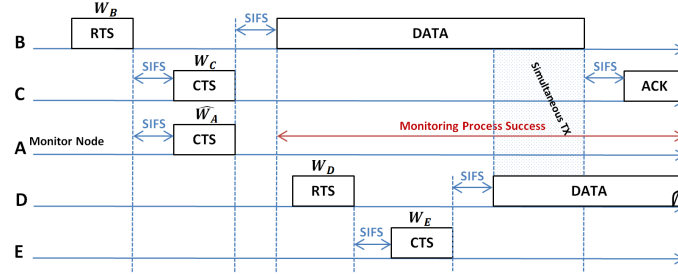 W_B
B RTS SIFS DATA
SIFS W_C SIFS
C CTS ACK
Simultaneous TX
SIFS Ŵ_A Monitoring Process Success
A Monitor Node CTS
W_D SIFS
D RTS DATA
SIFS W_E
E CTS